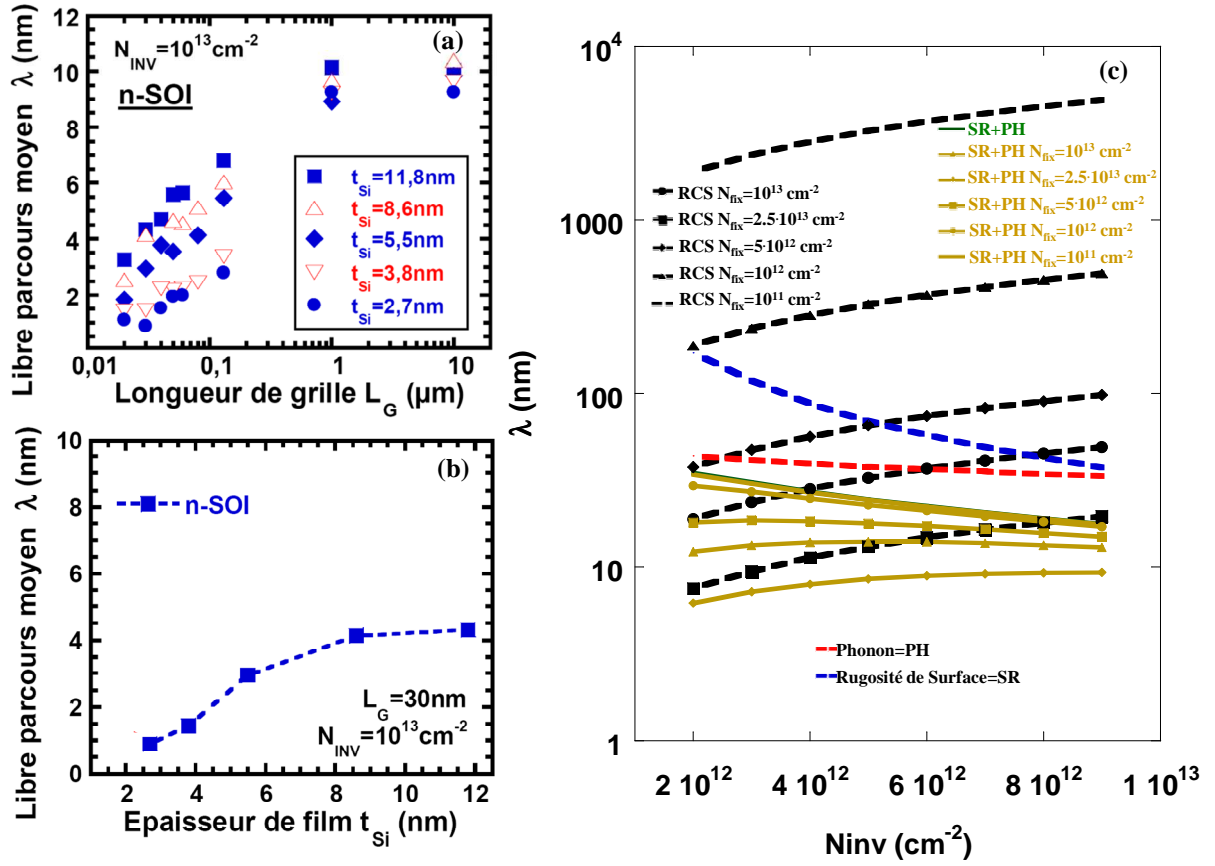 (a)
N_INV=10^13cm^-2
n-SOI
t_Si=11,8nm
t_Si=8,6nm
t_Si=5,5nm
t_Si=3,8nm
t_Si=2,7nm
Libre parcours moyen λ (nm)
12
10
8
6
4
2
0,01
0,1
1
10
Longueur de grille L_G (µm)
(b)
n-SOI
L_G=30nm
N_INV=10^13cm^-2
Libre parcours moyen λ (nm)
10
8
6
4
2
0
2
4
6
8
10
12
Epaisseur de film t_Si (nm)
(c)
SR+PH
SR+PH N_fix=10^13 cm^-2
SR+PH N_fix=2.5·10^13 cm^-2
SR+PH N_fix=5·10^12 cm^-2
SR+PH N_fix=10^12 cm^-2
SR+PH N_fix=10^11 cm^-2
RCS N_fix=10^13 cm^-2
RCS N_fix=2.5·10^13 cm^-2
RCS N_fix=5·10^12 cm^-2
RCS N_fix=10^12 cm^-2
RCS N_fix=10^11 cm^-2
Phonon=PH
Rugosité de Surface=SR
λ (nm)
10^4
1000
100
10
1
2 10^12
4 10^12
6 10^12
8 10^12
1 10^13
Ninv (cm^-2)